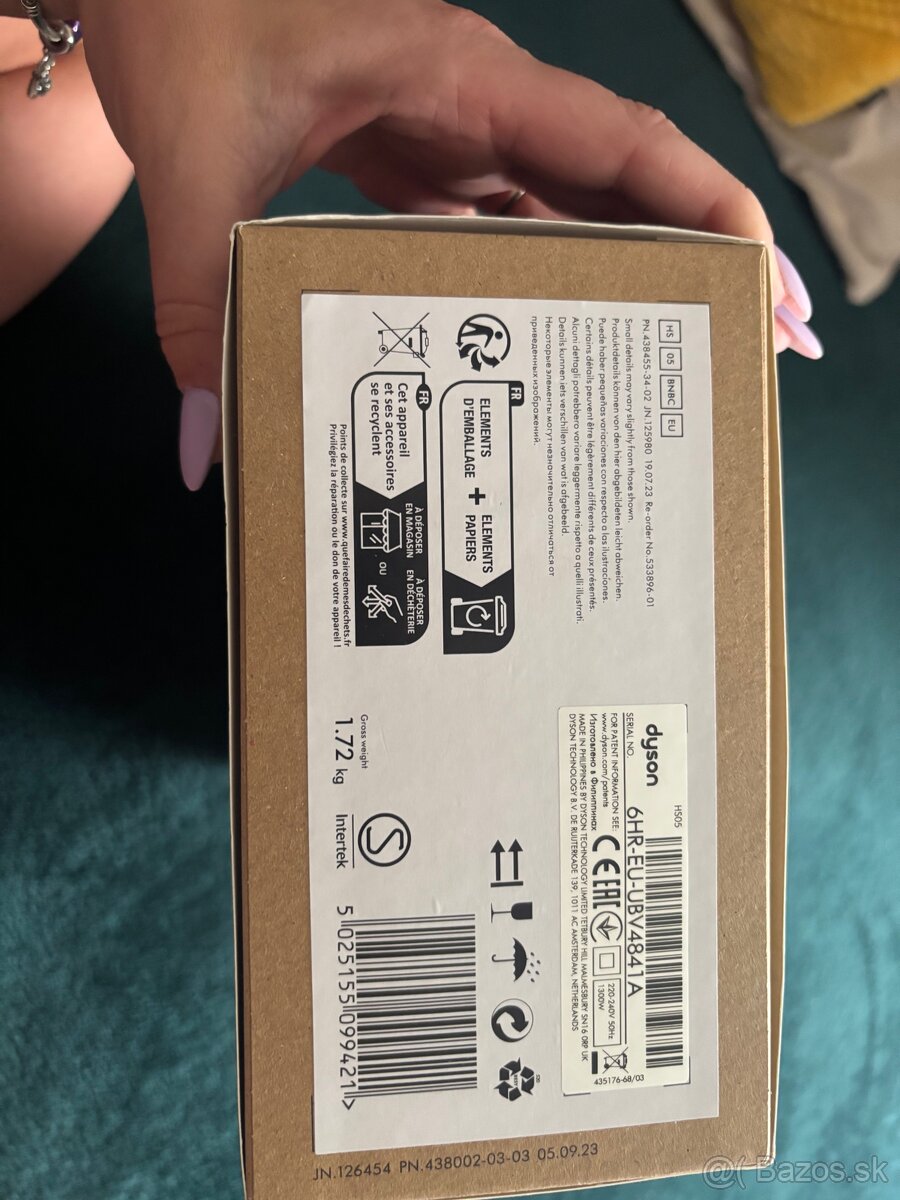 HS 05 BNBC EU
PN.438455-34-02 JN.125980 19.07.23 Re-order No.533896-01
Small details may vary slightly from those shown.
Produktdetails können von den hier abgebildeten leicht abweichen.
Puede haber pequeñas variaciones con respecto a las ilustraciones.
Certains détails peuvent être légèrement différents de ceux présentés.
Alcuni dettagli potrebbero variare leggermente rispetto a quelli illustrati.
Details kunnen iets verschillen van wat is afgebeeld.
Некоторые элементы могут незначительно отличаться от
приведенных изображений.
FR
ELEMENTS
D'EMBALLAGE
+
ELEMENTS
PAPIERS
FR
Cet appareil
et ses accessoires
se recyclent
À DÉPOSER
EN MAGASIN
OU
À DÉPOSER
EN DÉCHÈTERIE
Points de collecte sur www.quefairedemesdechets.fr
Privilégiez la réparation ou le don de votre appareil !
dyson
HS05
SERIAL NO.
6HR-EU-UBV4841A
FOR PATENT INFORMATION SEE:
www.dyson.com/patents
Изготовлено в Филиппинах
CE EAC
220-240V 50Hz
1300W
MADE IN PHILIPPINES BY DYSON TECHNOLOGY LIMITED TETBURY HILL MALMESBURY SN16 0RP UK
DYSON TECHNOLOGY B.V. DE RUIJTERKADE 139, 1011 AC AMSTERDAM, NETHERLANDS
435176-68/03
Gross weight
1.72 kg
S
Intertek
5 025155 099421 >
JN.126454 PN.438002-03-03 05.09.23
@( Bazos.sk